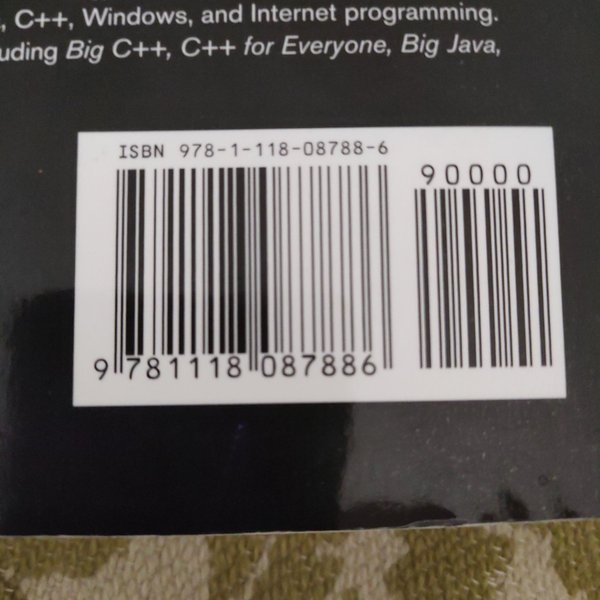 , C++, Windows, and Internet programming.
uding Big C++, C++ for Everyone, Big Java,
ISBN 978-1-118-08788-6
90000
9 781118 087886